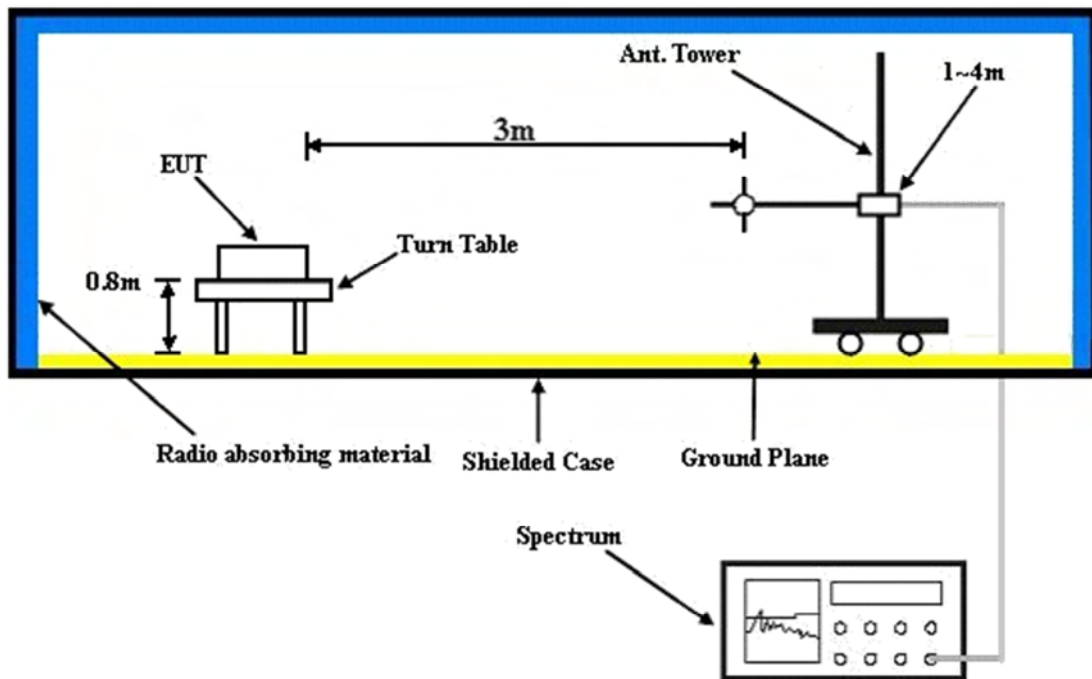 Ant. Tower
1~4m
3m
EUT
Turn Table
0.8m
Radio absorbing material
Shielded Case
Ground Plane
Spectrum